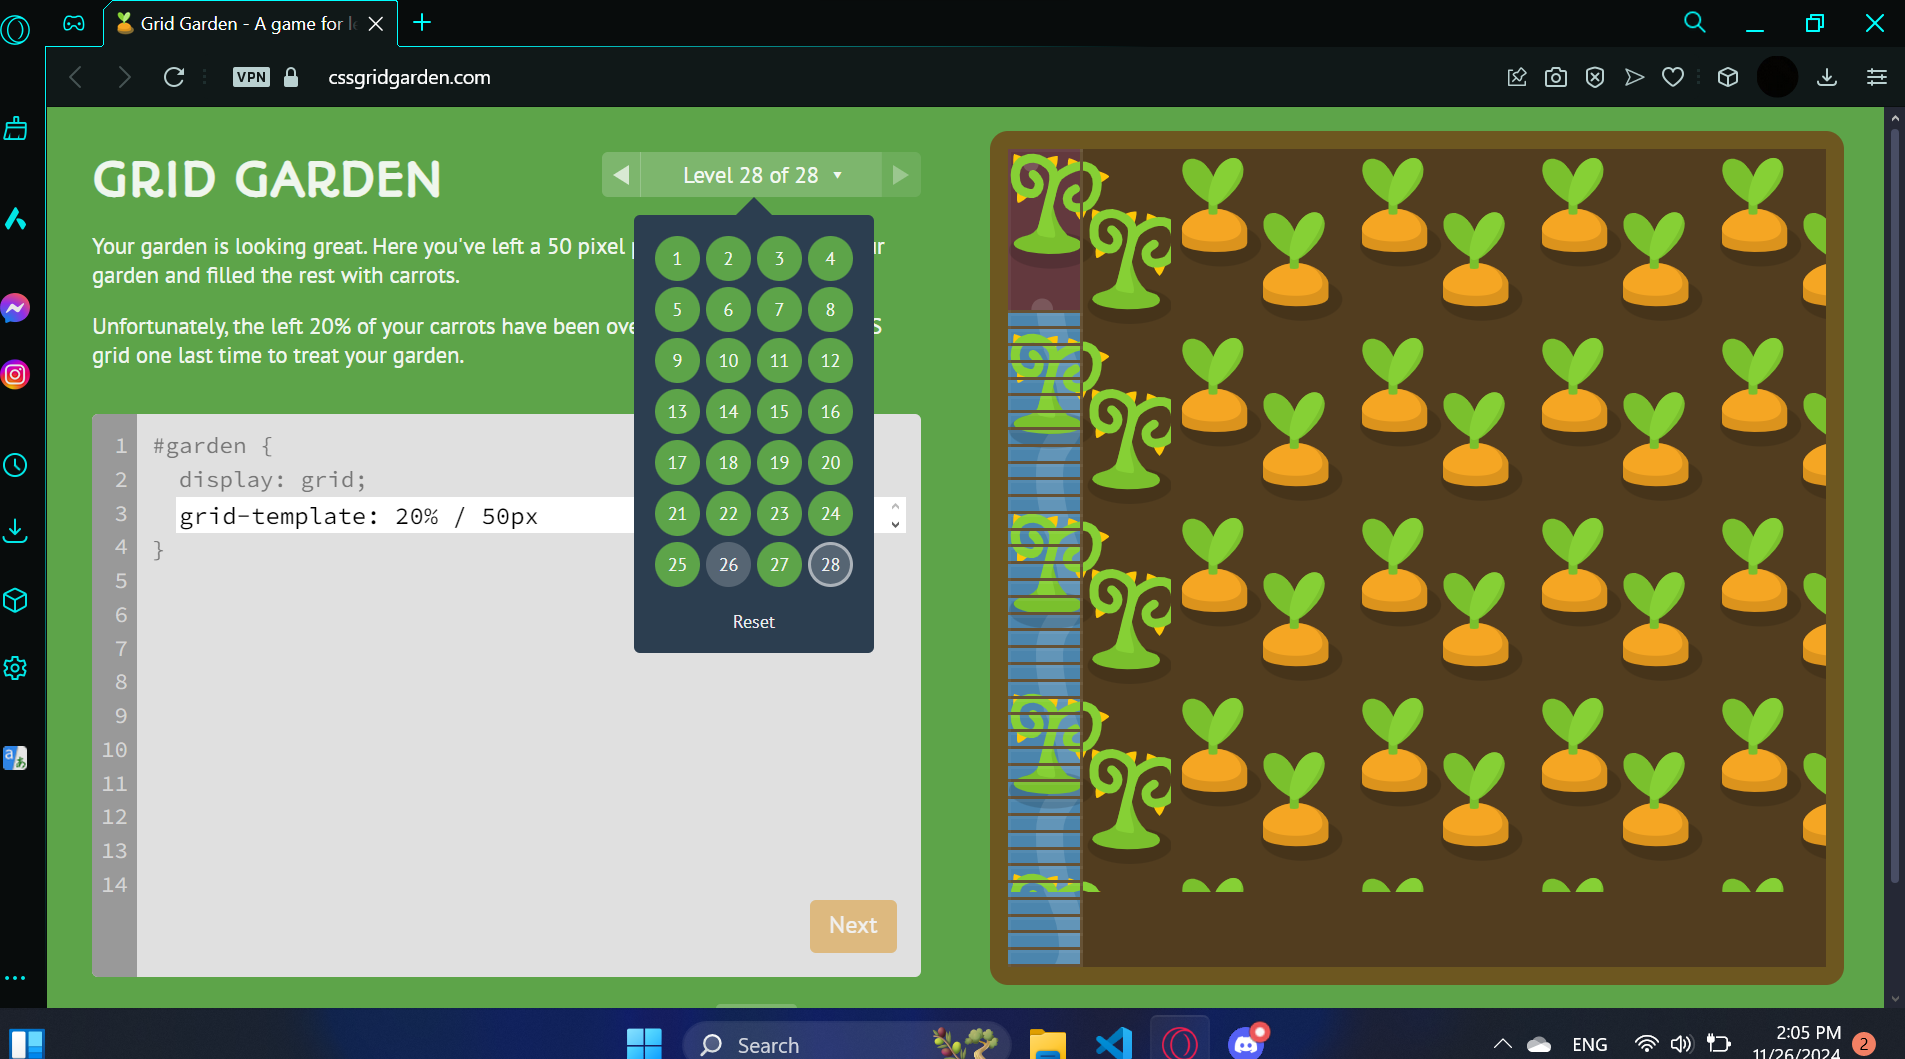 Grid Garden - A game for le
VPN
cssgridgarden.com
GRID GARDEN
Level 28 of 28
Your garden is looking great. Here you've left a 50 pixel
ur
garden and filled the rest with carrots.
Unfortunately, the left 20% of your carrots have been ove
S
grid one last time to treat your garden.
1 2 3 4
5 6 7 8
9 10 11 12
13 14 15 16
17 18 19 20
21 22 23 24
25 26 27 28
Reset
1 #garden {
2 display: grid;
3 grid-template: 20% / 50px
4 }
5
6
7
8
9
10
11
12
13
14
Next
Search
ENG
2:05 PM
11/26/2024
2